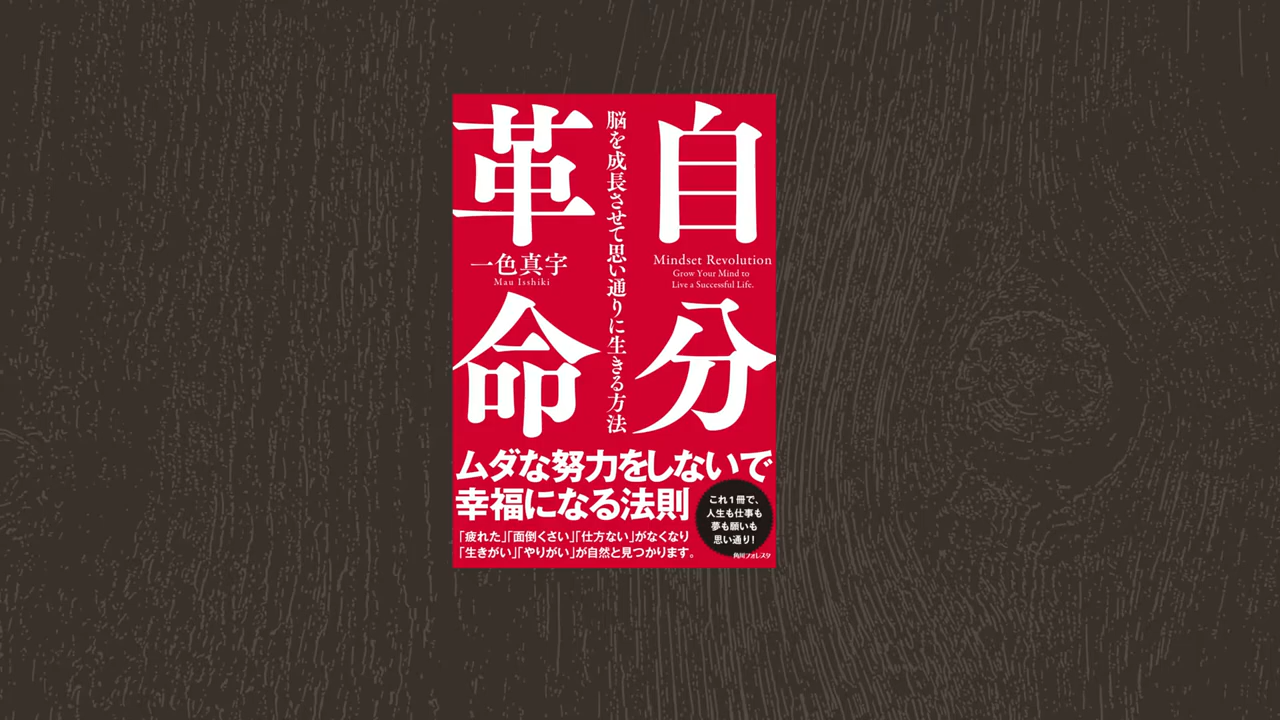 自分
革命
脳を成長させて思い通りに生きる方法
Mindset Revolution
Grow Your Mind to
Live a Successful Life.
一色真宇
Mau Isshiki
ムダな努力をしないで
幸福になる法則
「疲れた」「面倒くさい」「仕方ない」がなくなり
「生きがい」「やりがい」が自然と見つかります。
これ1冊で、
人生も仕事も
夢も願いも
思い通り!
角川フォレスタ